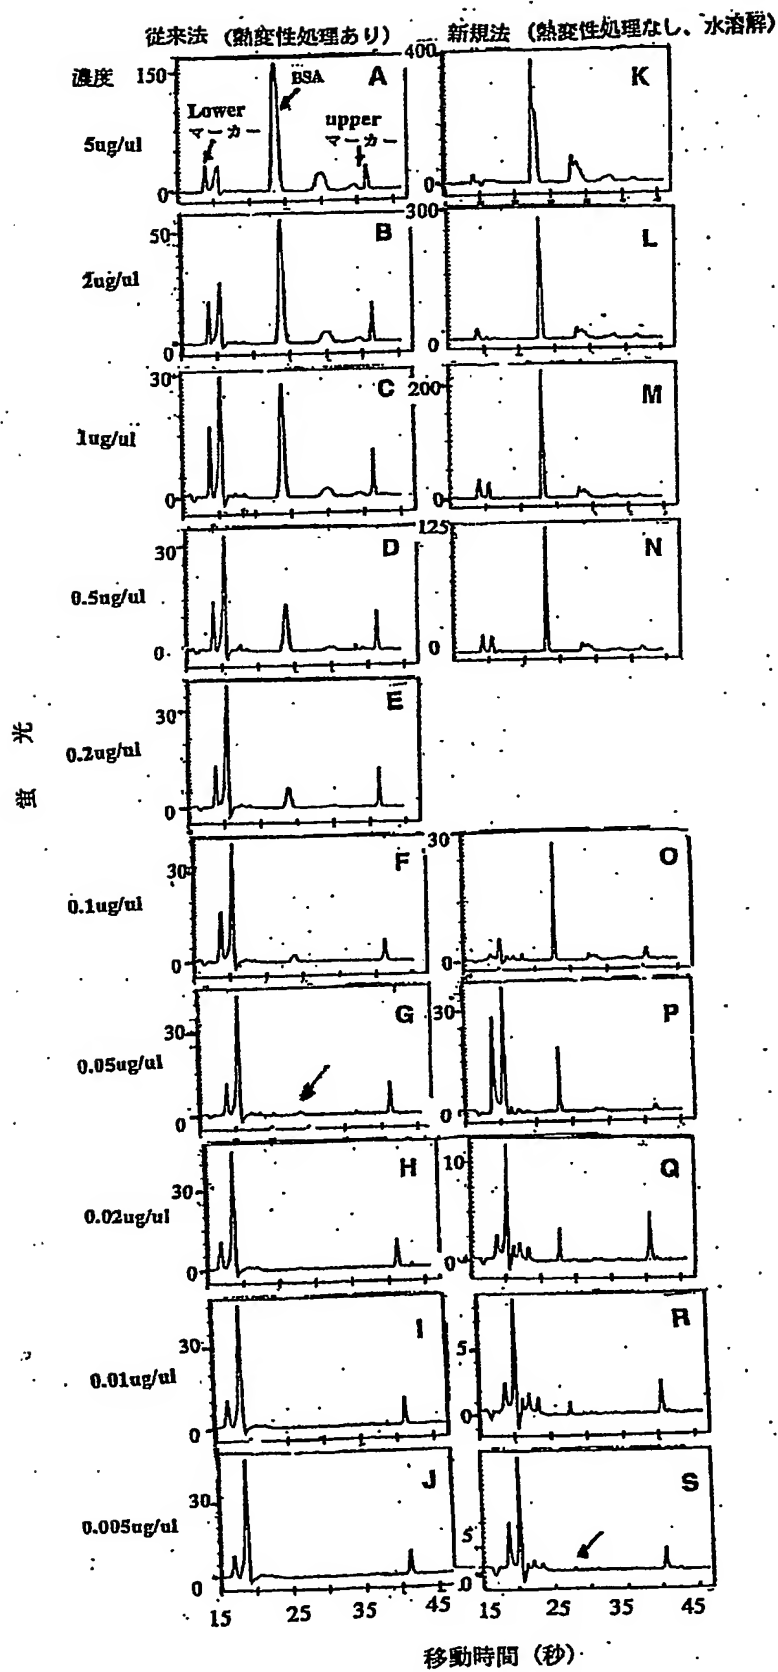 従来法 (熱変性処理あり) 新規法 (熱変性処理なし、水溶解)
濃度 150 A BSA 400 K
Lower
マーカー
upper
マーカー
5ug/ul
0 0
50 B 300 L
2ug/ul
0 0
30 C 200 M
1ug/ul
0 0
30 D 125 N
0.5ug/ul
0 0
30 E
0.2ug/ul
0
蛍光
30 F 30 O
0.1ug/ul
0 0
30 G 30 P
0.05ug/ul
0 0
30 H 10 Q
0.02ug/ul
0 0
30 I 5 R
0.01ug/ul
0 0
30 J 5 S
0.005ug/ul
0 0
15 25 35 45 15 25 35 45
移動時間 (秒)